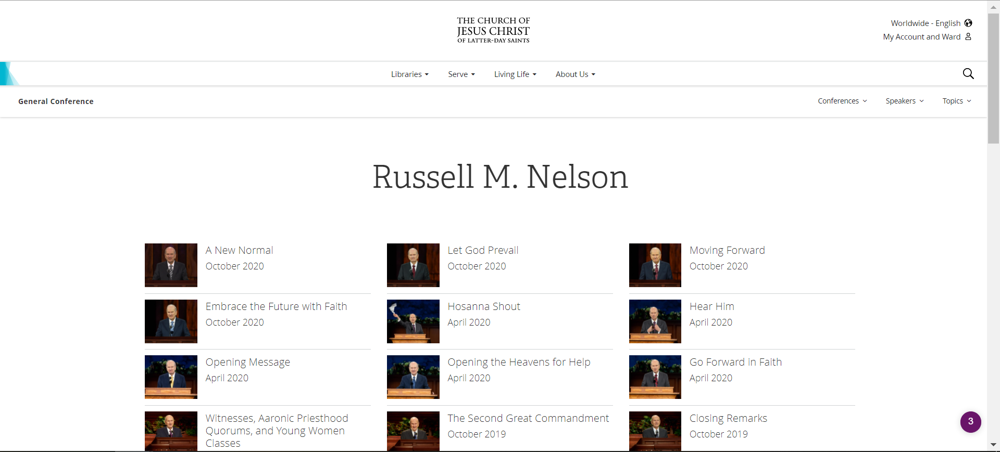 THE CHURCH OF
JESUS CHRIST
OF LATTER-DAY SAINTS
Worldwide - English
My Account and Ward
Libraries
Serve
Living Life
About Us
General Conference
Conferences
Speakers
Topics
Russell M. Nelson
A New Normal
October 2020
Let God Prevail
October 2020
Moving Forward
October 2020
Embrace the Future with Faith
October 2020
Hosanna Shout
April 2020
Hear Him
April 2020
Opening Message
April 2020
Opening the Heavens for Help
April 2020
Go Forward in Faith
April 2020
Witnesses, Aaronic Priesthood
Quorums, and Young Women
Classes
The Second Great Commandment
October 2019
Closing Remarks
October 2019
3